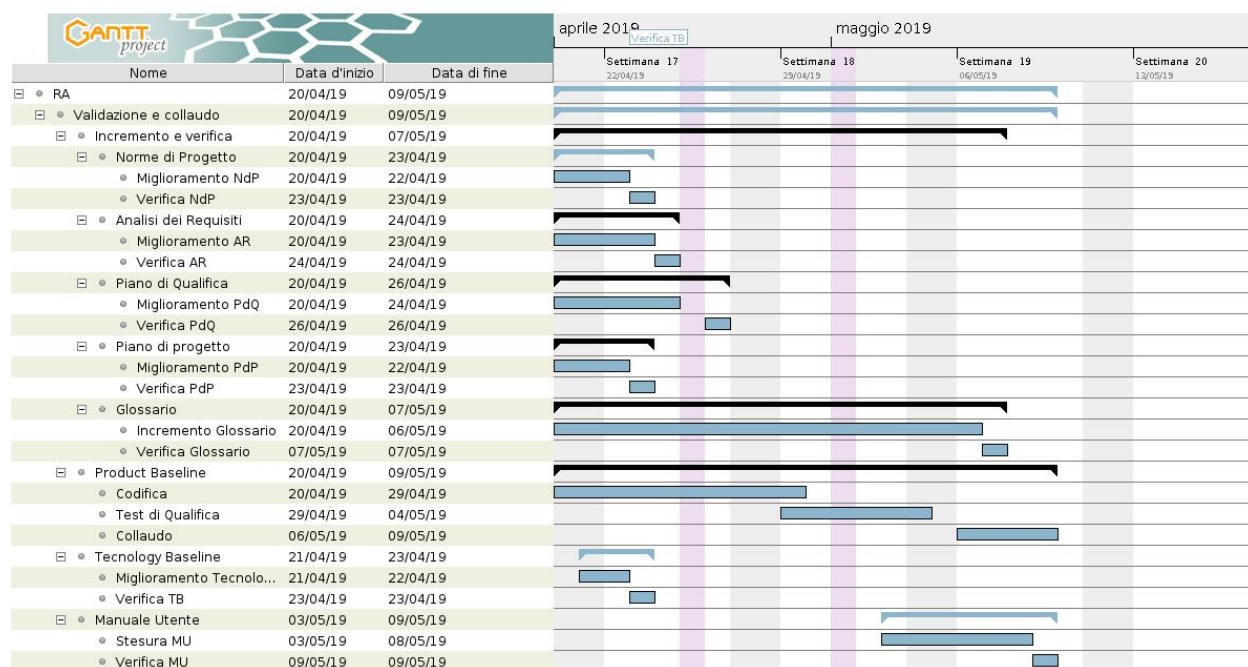 GANTT
project
aprile 2019
maggio 2019
Verifica TB
Settimana 17
Settimana 18
Settimana 19
Settimana 20
22/04/19
29/04/19
06/05/19
12/05/19
Nome Data d'inizio Data di fine
RA 20/04/19 09/05/19
Validazione e collaudo 20/04/19 09/05/19
Incremento e verifica 20/04/19 07/05/19
Norme di Progetto 20/04/19 23/04/19
Miglioramento NdP 20/04/19 22/04/19
Verifica NdP 23/04/19 23/04/19
Analisi dei Requisiti 20/04/19 24/04/19
Miglioramento AR 20/04/19 23/04/19
Verifica AR 24/04/19 24/04/19
Piano di Qualifica 20/04/19 26/04/19
Miglioramento PdQ 20/04/19 24/04/19
Verifica PdQ 26/04/19 26/04/19
Piano di progetto 20/04/19 23/04/19
Miglioramento PdP 20/04/19 22/04/19
Verifica PdP 23/04/19 23/04/19
Glossario 20/04/19 07/05/19
Incremento Glossario 20/04/19 06/05/19
Verifica Glossario 07/05/19 07/05/19
Product Baseline 20/04/19 09/05/19
Codifica 20/04/19 29/04/19
Test di Qualifica 29/04/19 04/05/19
Collaudo 06/05/19 09/05/19
Tecnology Baseline 21/04/19 23/04/19
Miglioramento Tecnolo... 21/04/19 22/04/19
Verifica TB 23/04/19 23/04/19
Manuale Utente 03/05/19 09/05/19
Stesura MU 03/05/19 08/05/19
Verifica MU 09/05/19 09/05/19